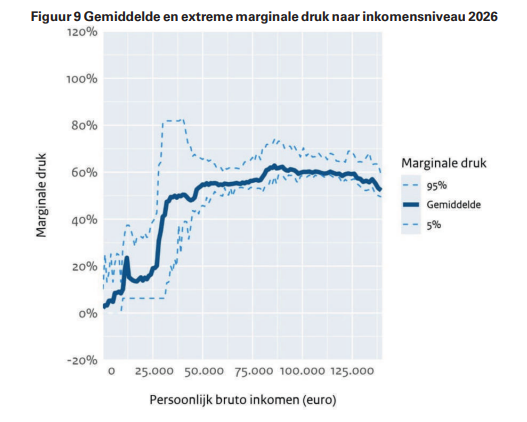 Figuur 9 Gemiddelde en extreme marginale druk naar inkomensniveau 2026
120%
100%
80%
60%
40%
20%
0%
-20%
Marginale druk
0 25.000 50.000 75.000 100.000 125.000
Persoonlijk bruto inkomen (euro)
Marginale druk
95%
Gemiddelde
5%